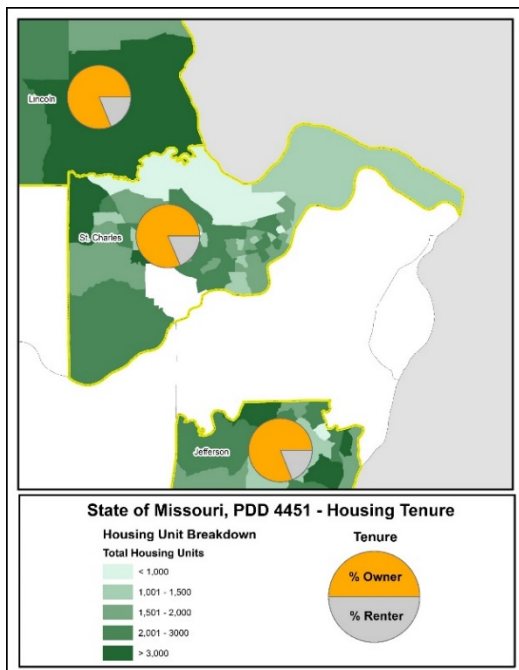 Lincoln
St. Charles
Jefferson
State of Missouri, PDD 4451 - Housing Tenure
Housing Unit Breakdown
Total Housing Units
< 1,000
1,001 - 1,500
1,501 - 2,000
2,001 - 3000
> 3,000
Tenure
% Owner
% Renter